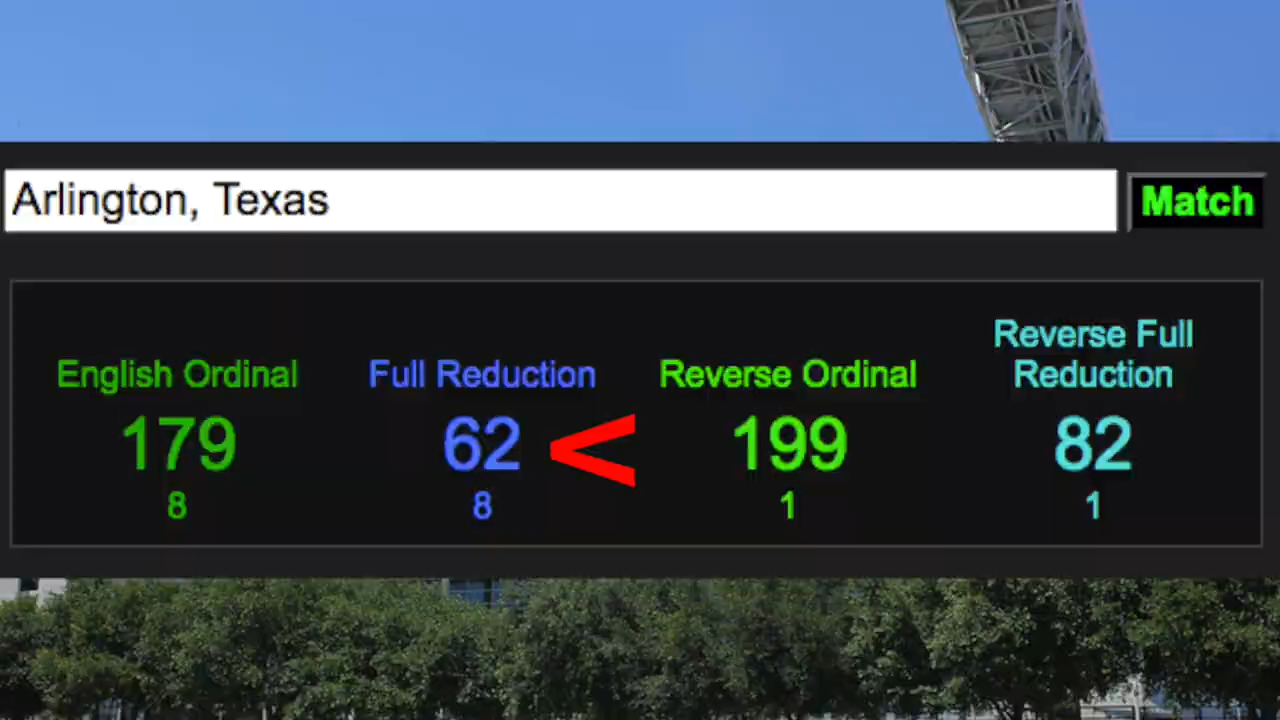 Arlington, Texas
Match
English Ordinal
179
8
Full Reduction
62
8
<
Reverse Ordinal
199
1
Reverse Full
Reduction
82
1